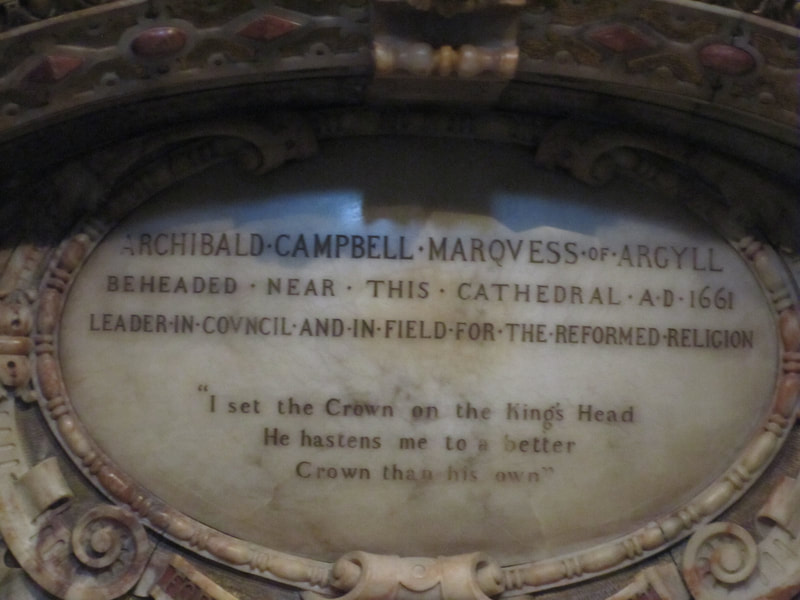 ARCHIBALD·CAMPBELL·MARQVESS·OF·ARGYLL
BEHEADED·NEAR·THIS·CATHEDRAL·A·D·1661
LEADER·IN·COVNCIL·AND·IN·FIELD·FOR·THE·REFORMED·RELIGION
“I set the Crown on the King's Head
He hastens me to a better
Crown than his own”